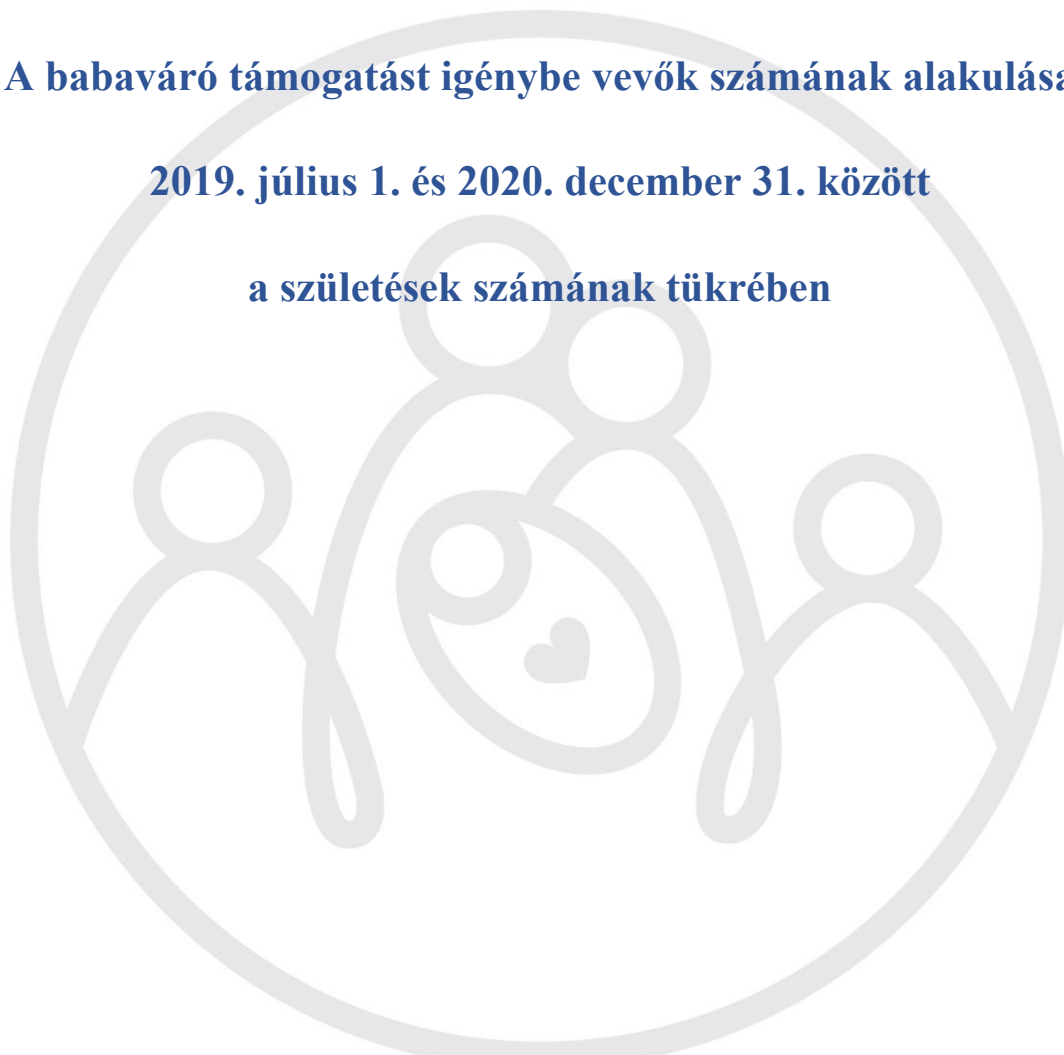 A babaváró támogatást igénybe vevők számának alakulása
2019. július 1. és 2020. december 31. között
a születések számának tükrében